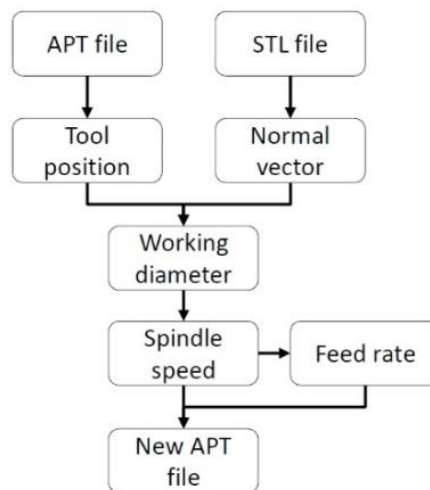 APT file
STL file
Tool
position
Normal
vector
Working
diameter
Spindle
speed
Feed rate
New APT
file